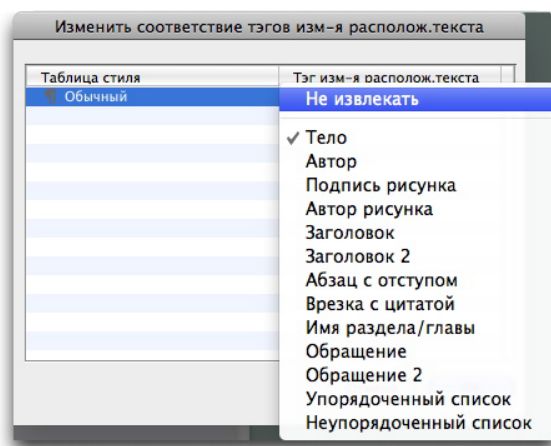 Изменить соответствие тэгов изм-я располож.текста
Таблица стиля
Тэг изм-я располож.текста
¶ Обычный
Не извлекать
✓ Тело
Автор
Подпись рисунка
Автор рисунка
Заголовок
Заголовок 2
Абзац с отступом
Врезка с цитатой
Имя раздела/главы
Обращение
Обращение 2
Упорядоченный список
Неупорядоченный список